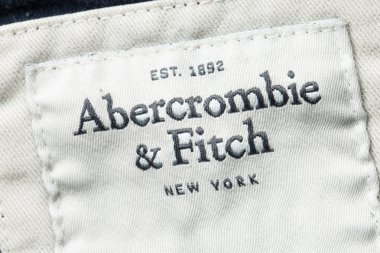 EST. 1892
Abercrombie
& Fitch
NEW YORK